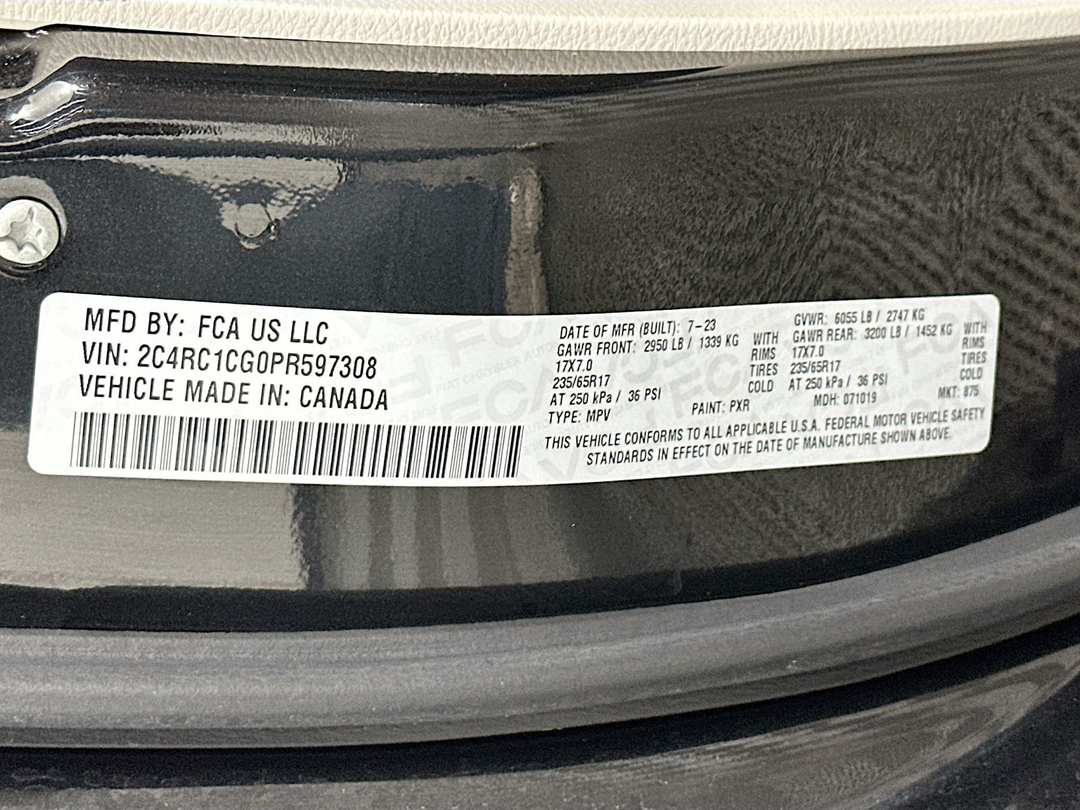 MFD BY: FCA US LLC
VIN: 2C4RC1CG0PR597308
VEHICLE MADE IN: CANADA
DATE OF MFR (BUILT): 7-23 GVWR: 6055 LB / 2747 KG
GAWR FRONT: 2950 LB / 1339 KG WITH GAWR REAR: 3200 LB / 1452 KG WITH
17X7.0 RIMS 17X7.0 RIMS
235/65R17 TIRES 235/65R17 TIRES
AT 250 kPa / 36 PSI COLD AT 250 kPa / 36 PSI COLD
TYPE: MPV PAINT: PXR MDH: 071019 MKT: 875
THIS VEHICLE CONFORMS TO ALL APPLICABLE U.S.A. FEDERAL MOTOR VEHICLE SAFETY
STANDARDS IN EFFECT ON THE DATE OF MANUFACTURE SHOWN ABOVE.